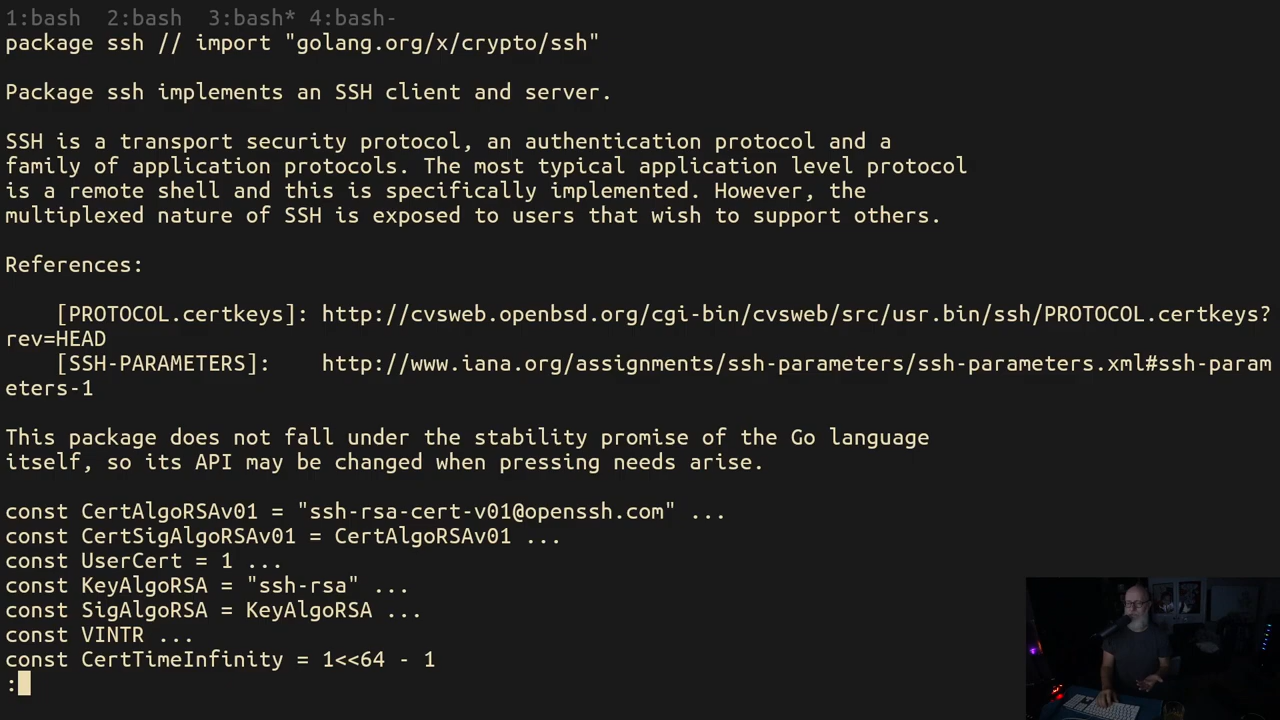 1:bash  2:bash  3:bash* 4:bash-
package ssh // import "golang.org/x/crypto/ssh"
Package ssh implements an SSH client and server.
SSH is a transport security protocol, an authentication protocol and a
family of application protocols. The most typical application level protocol
is a remote shell and this is specifically implemented. However, the
multiplexed nature of SSH is exposed to users that wish to support others.
References:
    [PROTOCOL.certkeys]: http://cvsweb.openbsd.org/cgi-bin/cvsweb/src/usr.bin/ssh/PROTOCOL.certkeys?
rev=HEAD
    [SSH-PARAMETERS]:    http://www.iana.org/assignments/ssh-parameters/ssh-parameters.xml#ssh-param
eters-1
This package does not fall under the stability promise of the Go language
itself, so its API may be changed when pressing needs arise.
const CertAlgoRSAv01 = "ssh-rsa-cert-v01@openssh.com" ...
const CertSigAlgoRSAv01 = CertAlgoRSAv01 ...
const UserCert = 1 ...
const KeyAlgoRSA = "ssh-rsa" ...
const SigAlgoRSA = KeyAlgoRSA ...
const VINTR ...
const CertTimeInfinity = 1<<64 - 1
: